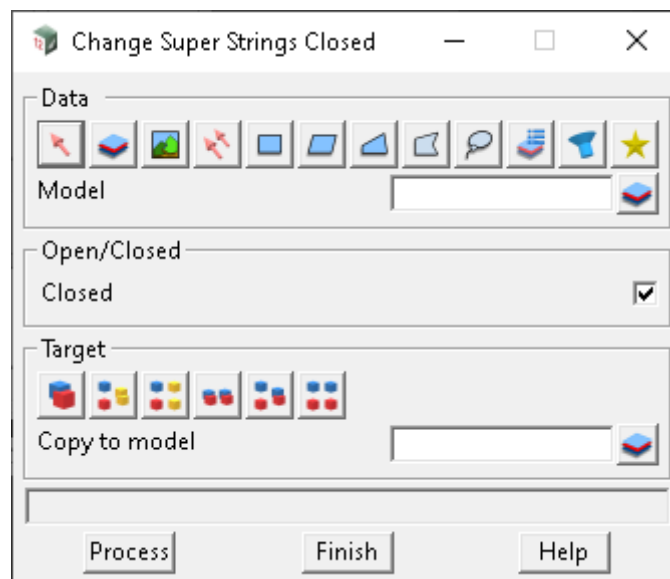 Change Super Strings Closed
Data
Model
Open/Closed
Closed
Target
Copy to model
Process Finish Help